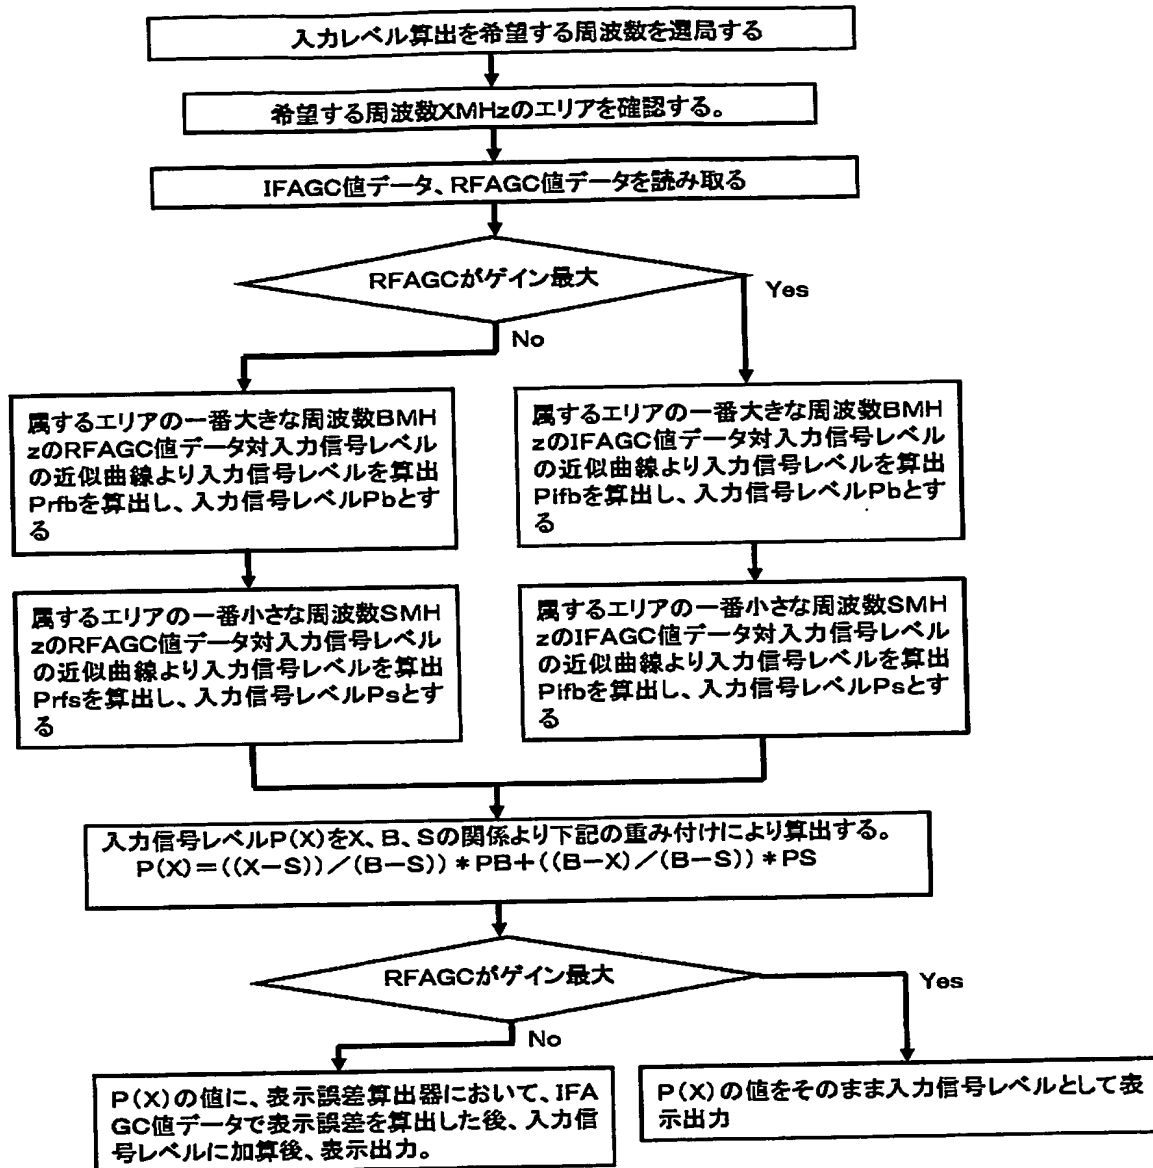 入力レベル算出を希望する周波数を選局する
希望する周波数XMHzのエリアを確認する。
IFAGC値データ、RFAGC値データを読み取る
RFAGCがゲイン最大
Yes
No
属するエリアの一番大きな周波数BMH
zのRFAGC値データ対入力信号レベル
の近似曲線より入力信号レベルを算出
Prfbを算出し、入力信号レベルPbとす
る
属するエリアの一番大きな周波数BMH
zのIFAGC値データ対入力信号レベル
の近似曲線より入力信号レベルを算出
Pifbを算出し、入力信号レベルPbとす
る
属するエリアの一番小さな周波数SMH
zのRFAGC値データ対入力信号レベル
の近似曲線より入力信号レベルを算出
Prfsを算出し、入力信号レベルPsとす
る
属するエリアの一番小さな周波数SMH
zのIFAGC値データ対入力信号レベル
の近似曲線より入力信号レベルを算出
Pifbを算出し、入力信号レベルPsとす
る
入力信号レベルP(X)をX、B、Sの関係より下記の重み付けにより算出する。
P(X)=((X-S))/(B-S))*PB+((B-X)/(B-S))*PS
RFAGCがゲイン最大
Yes
No
P(X)の値に、表示誤差算出器において、IFA
GC値データで表示誤差を算出した後、入力信
号レベルに加算後、表示出力。
P(X)の値をそのまま入力信号レベルとして表
示出力